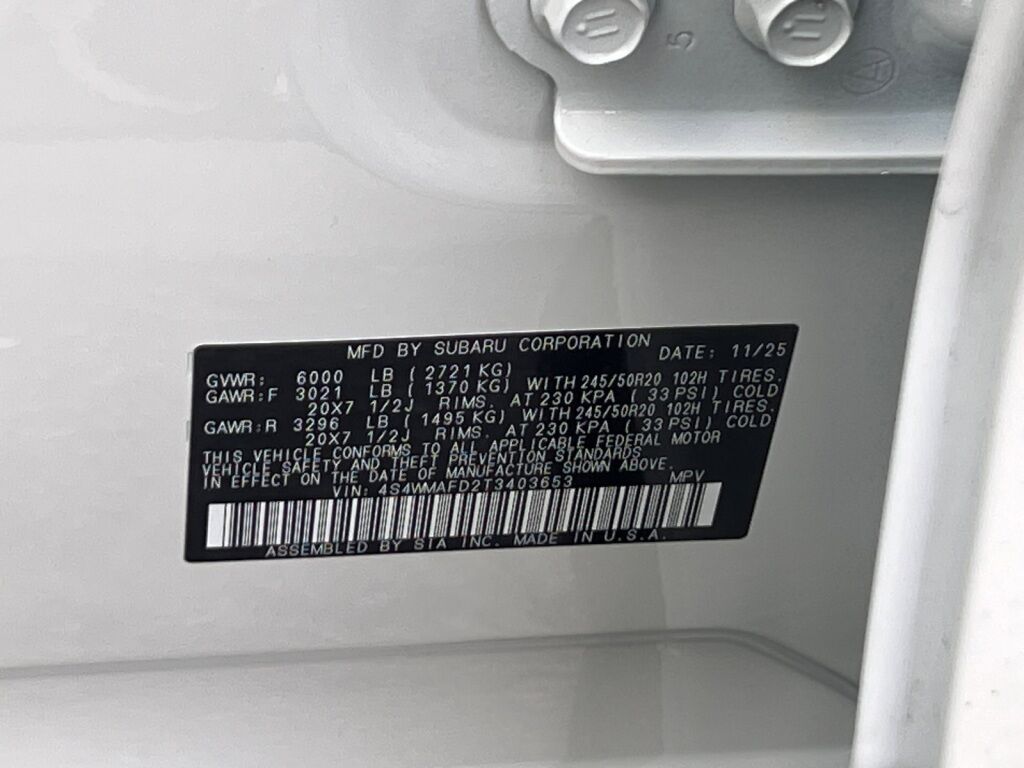 5
MFD BY SUBARU CORPORATION DATE: 11/25
GVWR: 6000 LB (2721 KG)
GAWR:F 3021 LB (1370 KG) WITH 245/50R20 102H TIRES.
20X7 1/2J RIMS. AT 230 KPA (33 PSI) COLD
GAWR:R 3296 LB (1495 KG) WITH 245/50R20 102H TIRES.
20X7 1/2J RIMS. AT 230 KPA (33 PSI) COLD
THIS VEHICLE CONFORMS TO ALL APPLICABLE FEDERAL MOTOR
VEHICLE SAFETY AND THEFT PREVENTION STANDARDS
IN EFFECT ON THE DATE OF MANUFACTURE SHOWN ABOVE.
VIN: 4S4WMAFD2T3403653 MPV
ASSEMBLED BY SIA INC. MADE IN U.S.A.